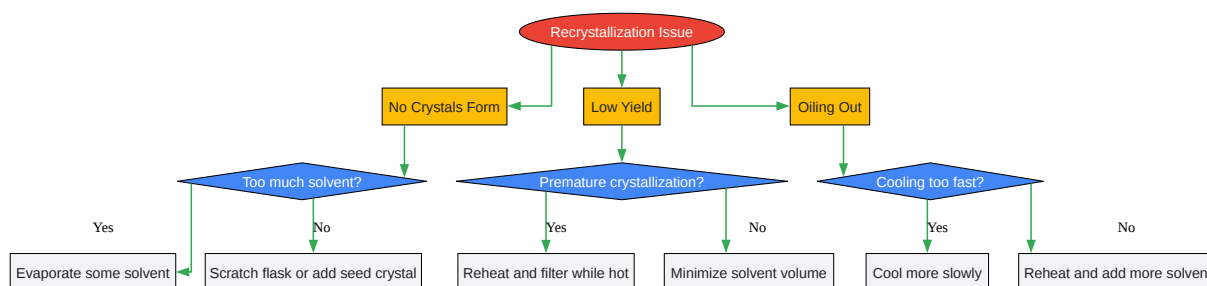 Recrystallization Issue
No Crystals Form
Low Yield
Oiling Out
Too much solvent?
Premature crystallization?
Cooling too fast?
Yes
No
Yes
No
Yes
No
Evaporate some solvent
Scratch flask or add seed crystal
Reheat and filter while hot
Minimize solvent volume
Cool more slowly
Reheat and add more solven